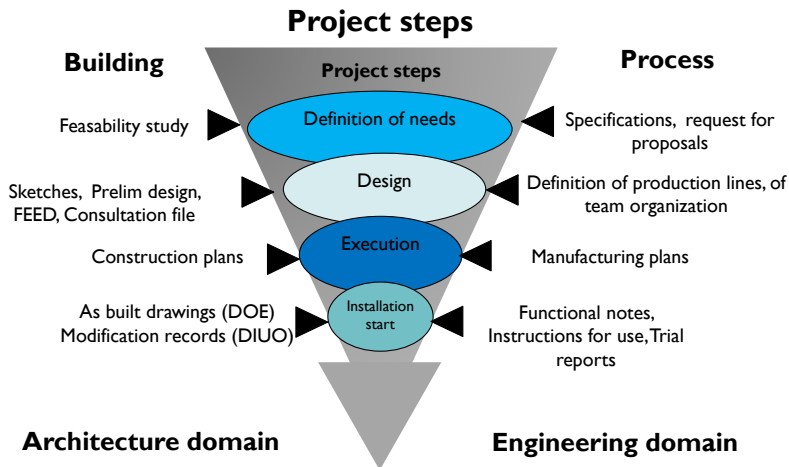 Project steps
Building
Process
Project steps
Feasability study
Definition of needs
Specifications, request for
proposals
Sketches, Prelim design,
FEED, Consultation file
Design
Definition of production lines, of
team organization
Construction plans
Execution
Manufacturing plans
As built drawings (DOE)
Modification records (DIUO)
Installation
start
Functional notes,
Instructions for use, Trial
reports
Architecture domain
Engineering domain